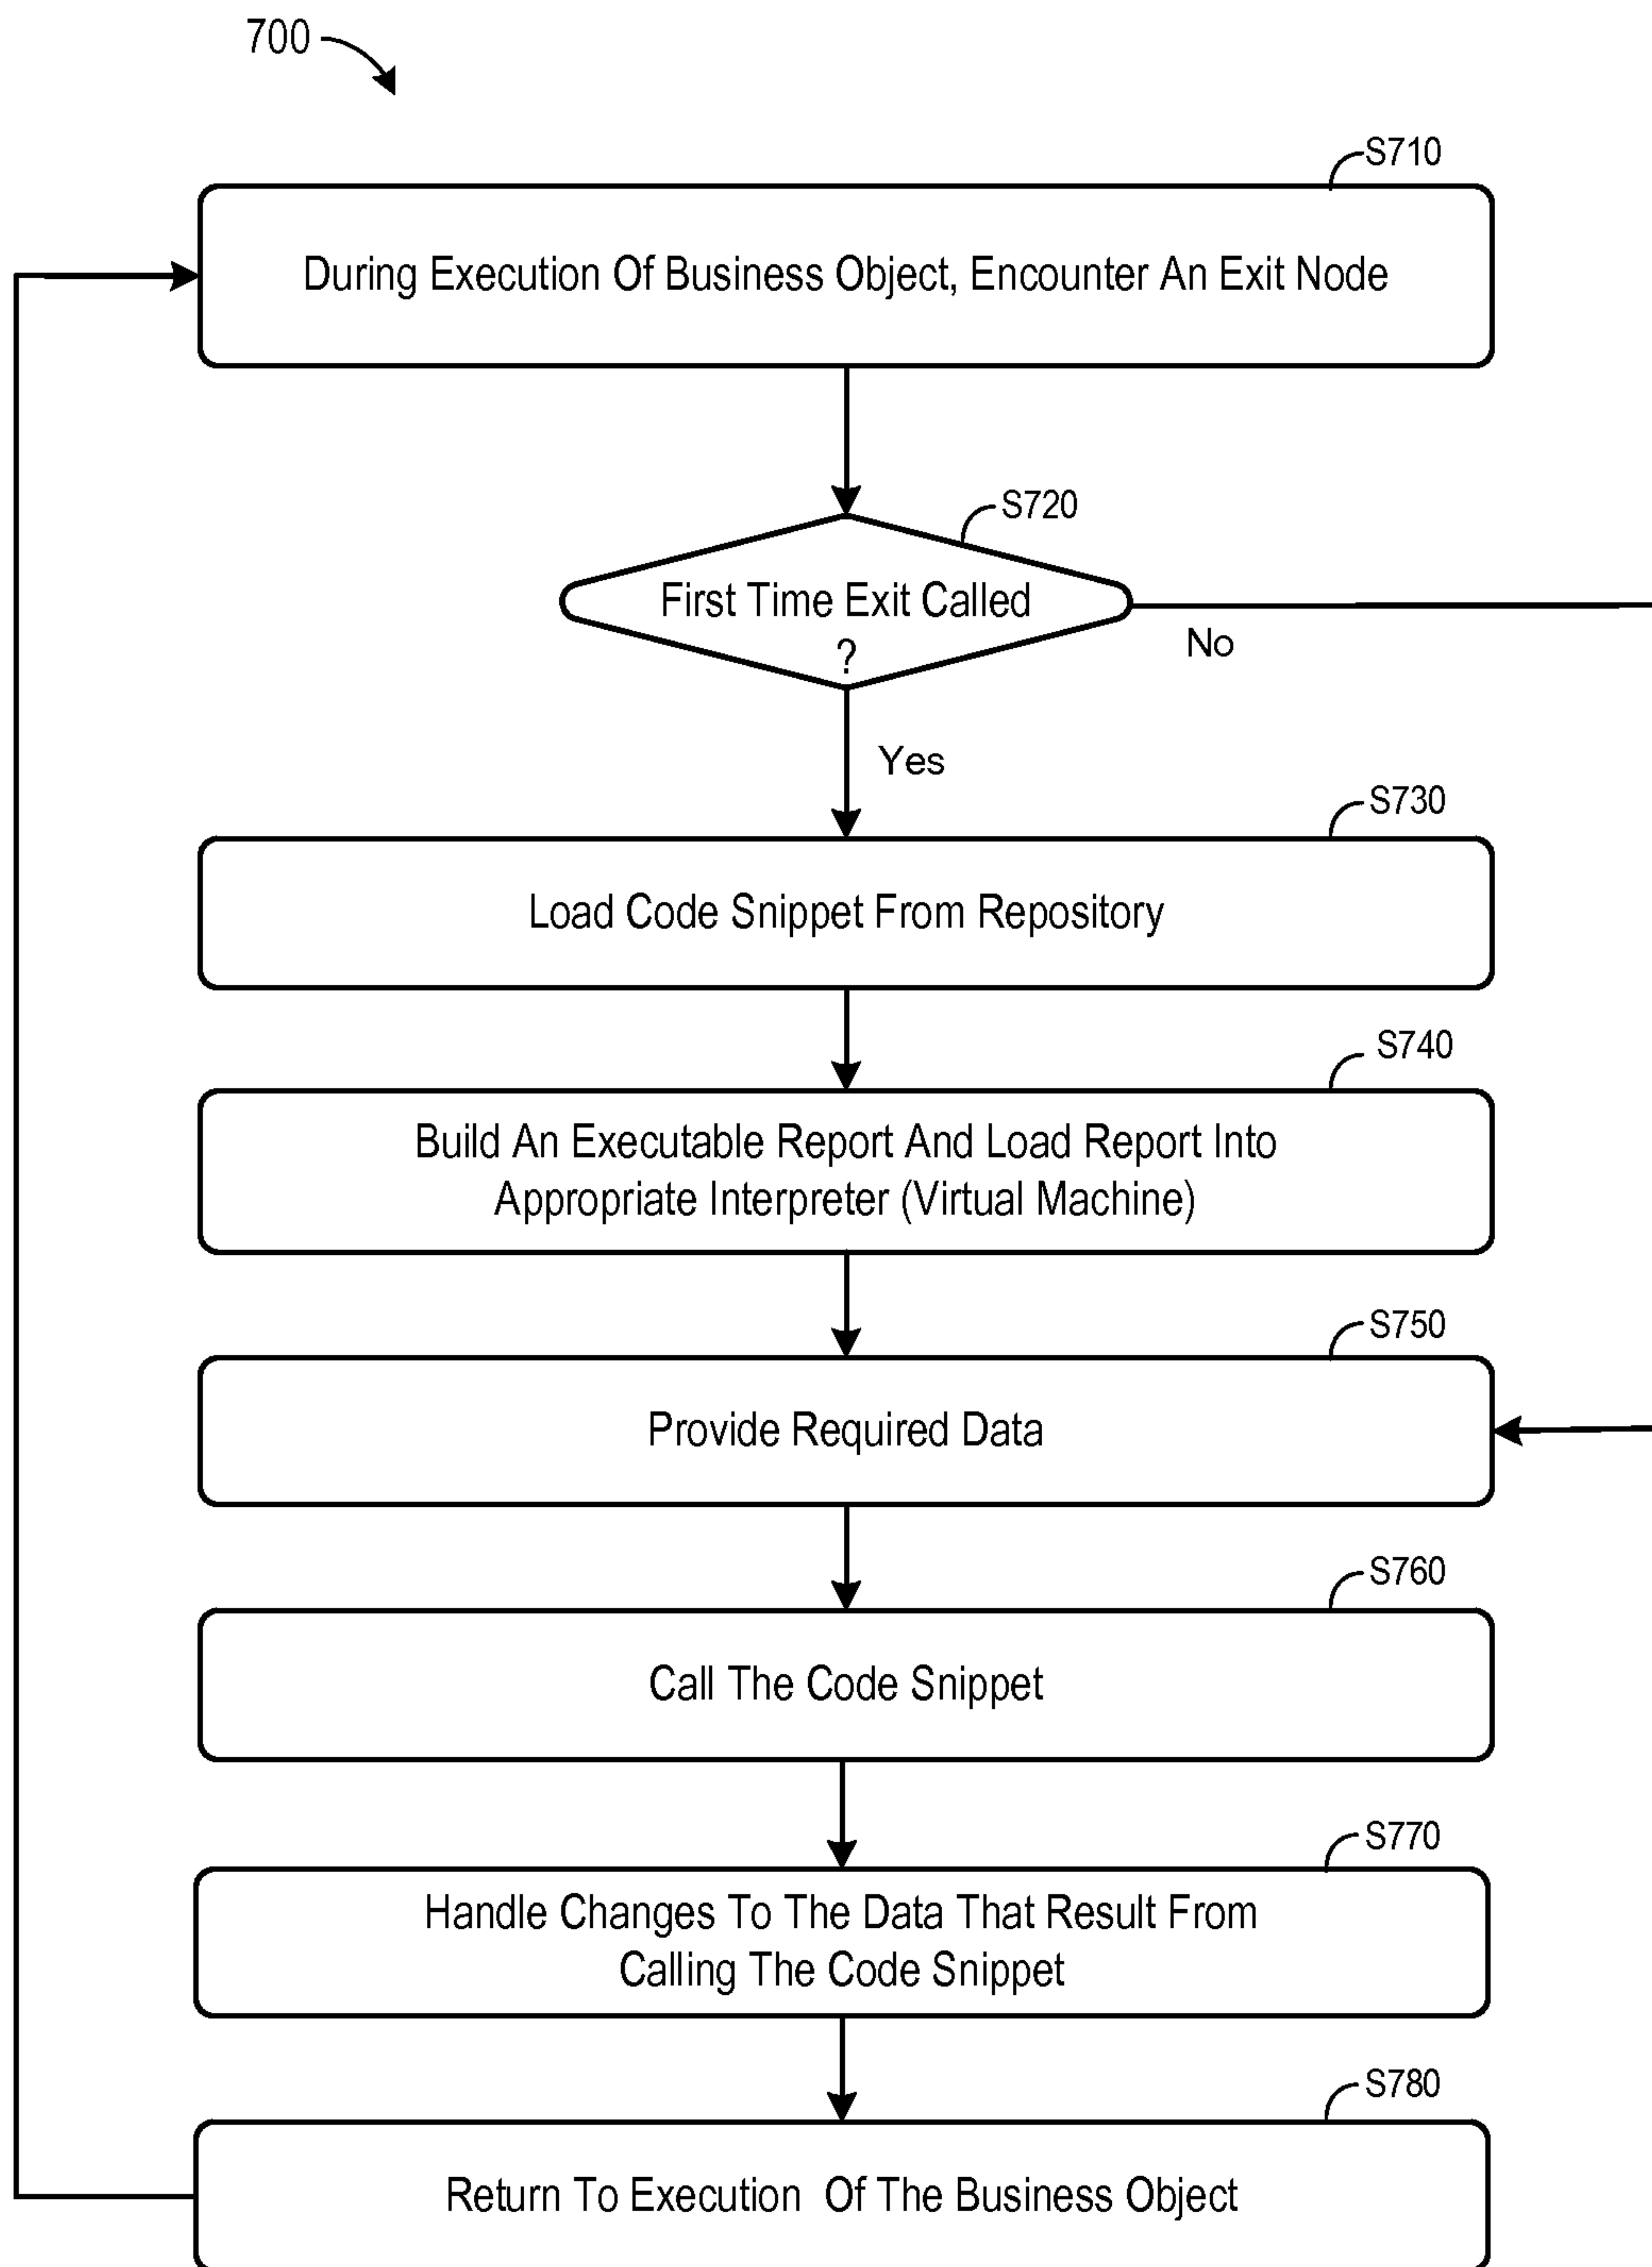 700
S710
During Execution Of Business Object, Encounter An Exit Node
S720
First Time Exit Called
?
No
Yes
S730
Load Code Snippet From Repository
S740
Build An Executable Report And Load Report Into
Appropriate Interpreter (Virtual Machine)
S750
Provide Required Data
S760
Call The Code Snippet
S770
Handle Changes To The Data That Result From
Calling The Code Snippet
S780
Return To Execution Of The Business Object